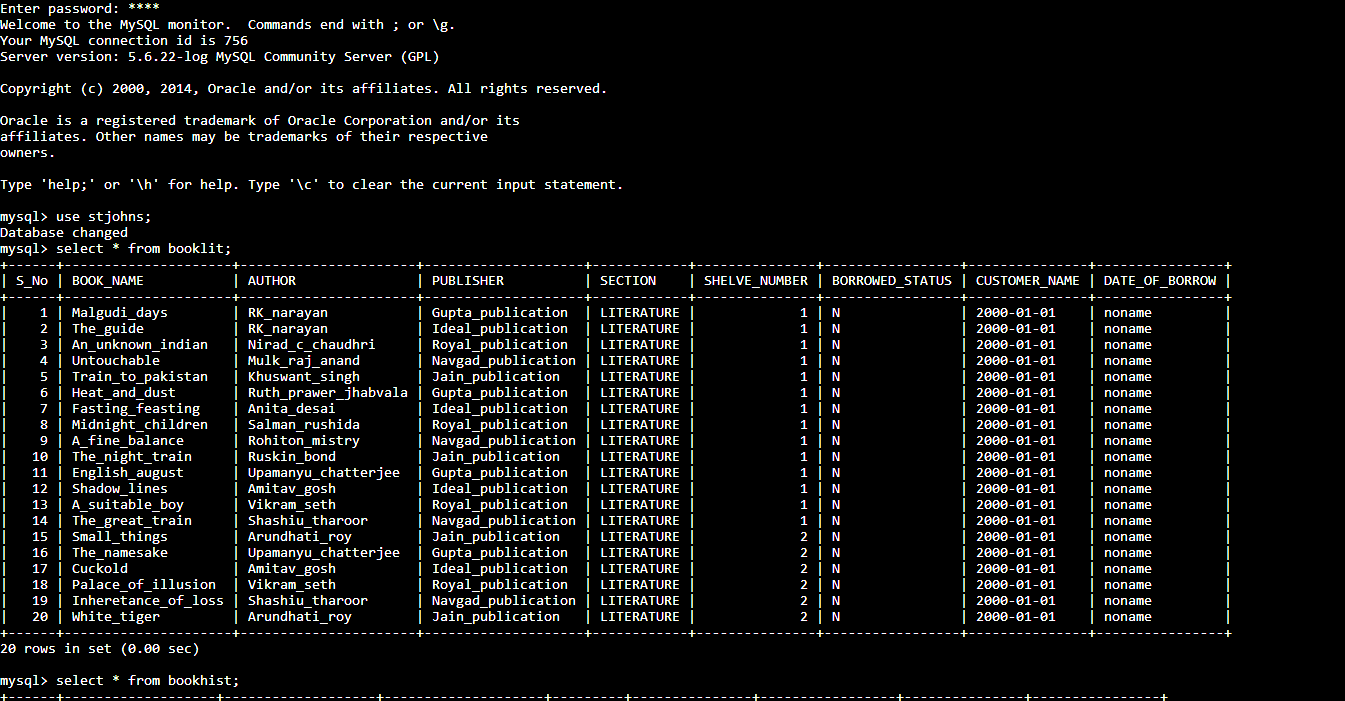 Enter password: ****
Welcome to the MySQL monitor.  Commands end with ; or \g.
Your MySQL connection id is 756
Server version: 5.6.22-log MySQL Community Server (GPL)
Copyright (c) 2000, 2014, Oracle and/or its affiliates. All rights reserved.
Oracle is a registered trademark of Oracle Corporation and/or its
affiliates. Other names may be trademarks of their respective
owners.
Type 'help;' or '\h' for help. Type '\c' to clear the current input statement.
mysql> use stjohns;
Database changed
mysql> select * from booklit;
| S_No | BOOK_NAME | AUTHOR | PUBLISHER | SECTION | SHELVE_NUMBER | BORROWED_STATUS | CUSTOMER_NAME | DATE_OF_BORROW |
| 1 | Malgudi_days | RK_narayan | Gupta_publication | LITERATURE | 1 | N | 2000-01-01 | noname |
| 2 | The_guide | RK_narayan | Ideal_publication | LITERATURE | 1 | N | 2000-01-01 | noname |
| 3 | An_unknown_indian | Nirad_c_chaudhri | Royal_publication | LITERATURE | 1 | N | 2000-01-01 | noname |
| 4 | Untouchable | Mulk_raj_anand | Navgad_publication | LITERATURE | 1 | N | 2000-01-01 | noname |
| 5 | Train_to_pakistan | Khuswant_singh | Jain_publication | LITERATURE | 1 | N | 2000-01-01 | noname |
| 6 | Heat_and_dust | Ruth_prawer_jhabvala | Gupta_publication | LITERATURE | 1 | N | 2000-01-01 | noname |
| 7 | Fasting_feasting | Anita_desai | Ideal_publication | LITERATURE | 1 | N | 2000-01-01 | noname |
| 8 | Midnight_children | Salman_rushida | Royal_publication | LITERATURE | 1 | N | 2000-01-01 | noname |
| 9 | A_fine_balance | Rohiton_mistry | Navgad_publication | LITERATURE | 1 | N | 2000-01-01 | noname |
| 10 | The_night_train | Ruskin_bond | Jain_publication | LITERATURE | 1 | N | 2000-01-01 | noname |
| 11 | English_august | Upamanyu_chatterjee | Gupta_publication | LITERATURE | 1 | N | 2000-01-01 | noname |
| 12 | Shadow_lines | Amitav_gosh | Ideal_publication | LITERATURE | 1 | N | 2000-01-01 | noname |
| 13 | A_suitable_boy | Vikram_seth | Royal_publication | LITERATURE | 1 | N | 2000-01-01 | noname |
| 14 | The_great_train | Shashiu_tharoor | Navgad_publication | LITERATURE | 1 | N | 2000-01-01 | noname |
| 15 | Small_things | Arundhati_roy | Jain_publication | LITERATURE | 2 | N | 2000-01-01 | noname |
| 16 | The_namesake | Upamanyu_chatterjee | Gupta_publication | LITERATURE | 2 | N | 2000-01-01 | noname |
| 17 | Cuckold | Amitav_gosh | Ideal_publication | LITERATURE | 2 | N | 2000-01-01 | noname |
| 18 | Palace_of_illusion | Vikram_seth | Royal_publication | LITERATURE | 2 | N | 2000-01-01 | noname |
| 19 | Inheretance_of_loss | Shashiu_tharoor | Navgad_publication | LITERATURE | 2 | N | 2000-01-01 | noname |
| 20 | White_tiger | Arundhati_roy | Jain_publication | LITERATURE | 2 | N | 2000-01-01 | noname |
20 rows in set (0.00 sec)
mysql> select * from bookhist;